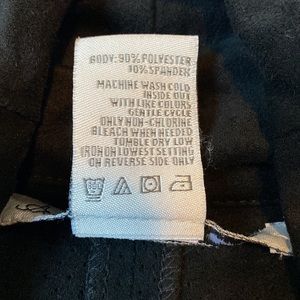 BODY: 90% POLYESTER
10% SPANDEX
MACHINE WASH COLD
INSIDE OUT
WITH LIKE COLORS
GENTLE CYCLE
ONLY NON-CHLORINE
BLEACH WHEN NEEDED
TUMBLE DRY LOW
IRON ON LOWEST SETTING
ON REVERSE SIDE ONLY